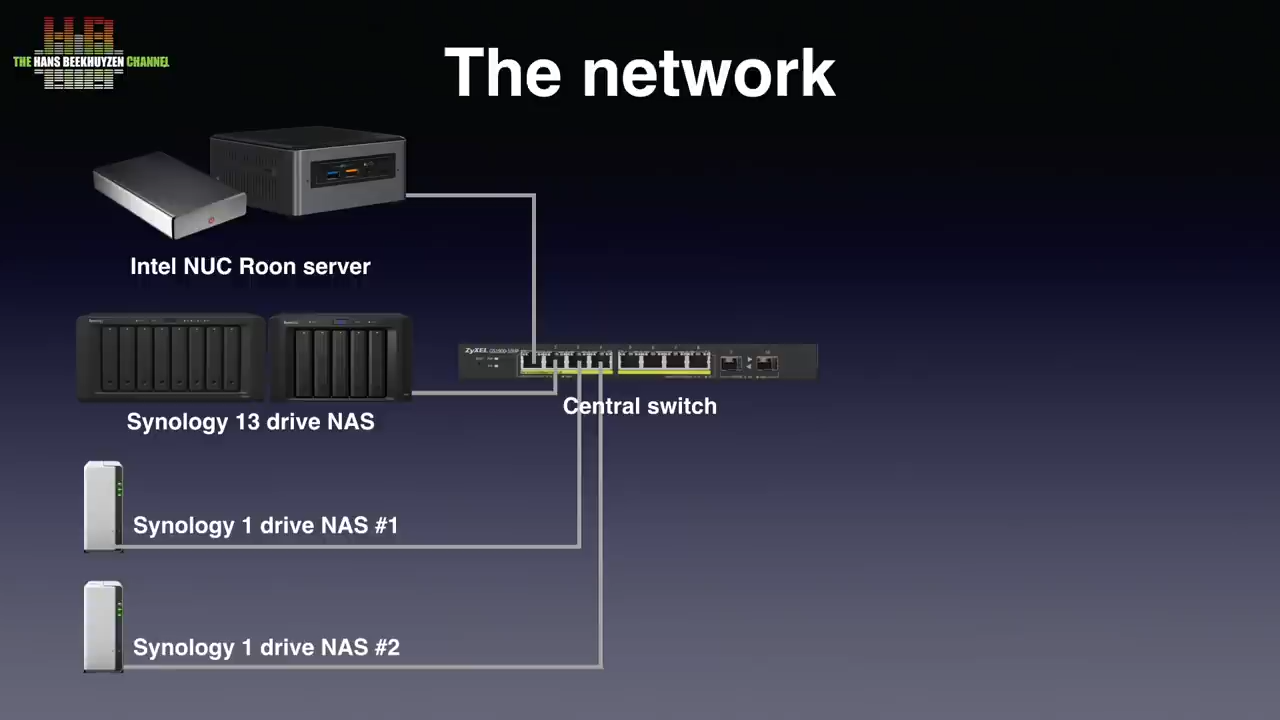 THE HANS BEEKHUYZEN CHANNEL
The network
Intel NUC Roon server
ZyXEL
Central switch
Synology 13 drive NAS
Synology 1 drive NAS #1
Synology 1 drive NAS #2